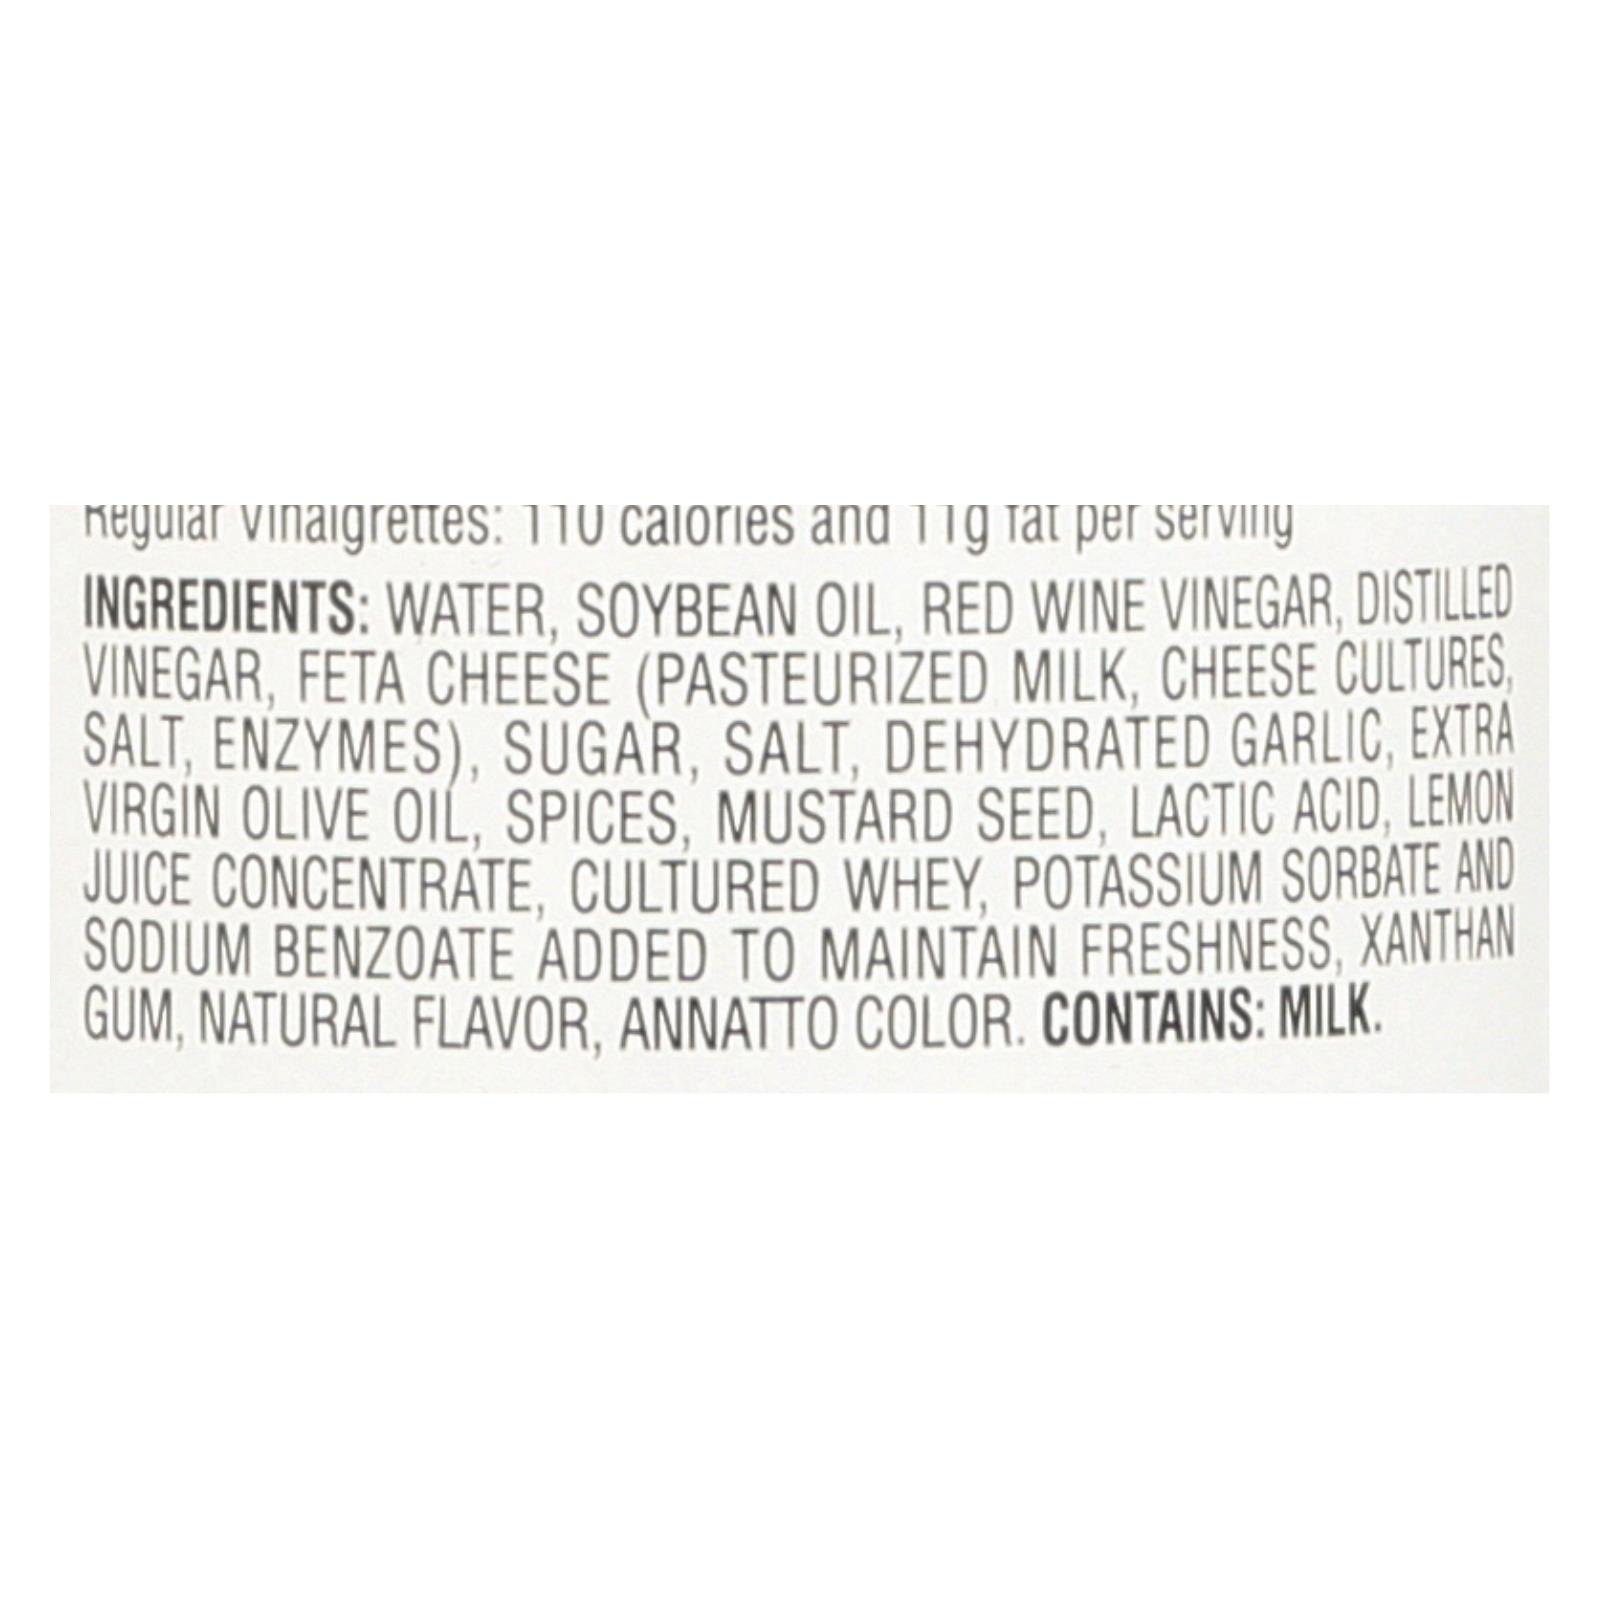 Regular Vinaigrettes: 110 calories and 11g fat per serving
INGREDIENTS: WATER, SOYBEAN OIL, RED WINE VINEGAR, DISTILLED
VINEGAR, FETA CHEESE (PASTEURIZED MILK, CHEESE CULTURES,
SALT, ENZYMES), SUGAR, SALT, DEHYDRATED GARLIC, EXTRA
VIRGIN OLIVE OIL, SPICES, MUSTARD SEED, LACTIC ACID, LEMON
JUICE CONCENTRATE, CULTURED WHEY, POTASSIUM SORBATE AND
SODIUM BENZOATE ADDED TO MAINTAIN FRESHNESS, XANTHAN
GUM, NATURAL FLAVOR, ANNATTO COLOR. CONTAINS: MILK.